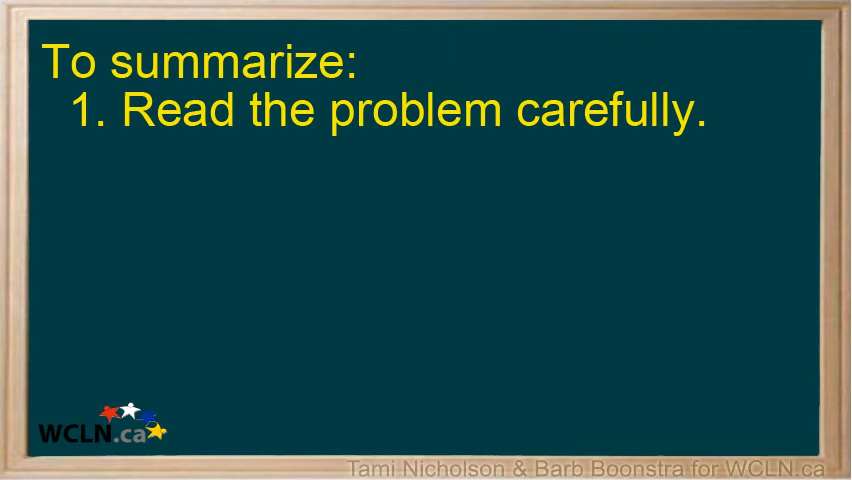 To summarize:
1. Read the problem carefully.
WCLN.ca
Tami Nicholson & Barb Boonstra for WCLN.ca